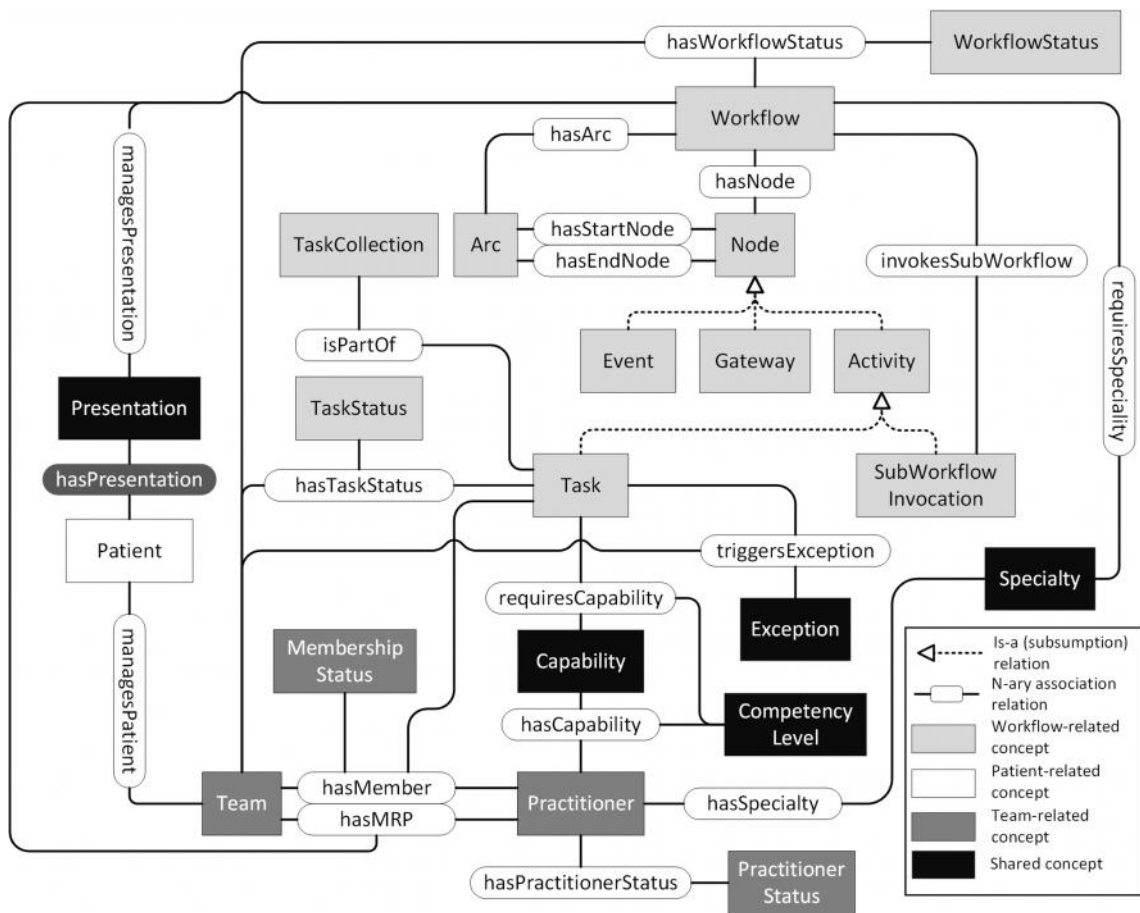 hasWorkflowStatus
WorkflowStatus
Workflow
hasArc
hasNode
managesPresentation
TaskCollection
Arc
hasStartNode
hasEndNode
Node
invokesSubWorkflow
requiresSpeciality
isPartOf
Event
Gateway
Activity
Presentation
TaskStatus
hasPresentation
hasTaskStatus
Task
SubWorkflow
Invocation
Patient
triggersException
Specialty
requiresCapability
Exception
managesPatient
Membership
Status
Capability
hasCapability
Competency
Level
Team
hasMember
hasMRP
Practitioner
hasSpecialty
hasPractitionerStatus
Practitioner
Status
Is-a (subsumption)
relation
N-ary association
relation
Workflow-related
concept
Patient-related
concept
Team-related
concept
Shared concept